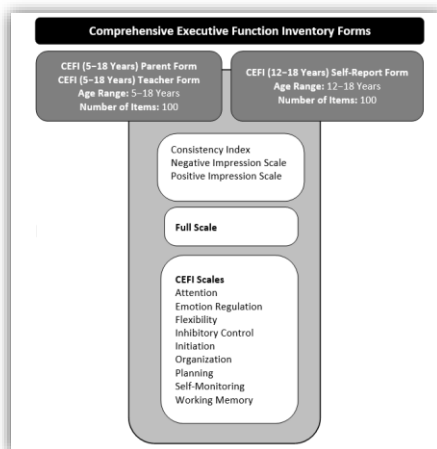 Comprehensive Executive Function Inventory Forms
CEFI (5–18 Years) Parent Form
CEFI (5–18 Years) Teacher Form
Age Range: 5–18 Years
Number of Items: 100
CEFI (12–18 Years) Self-Report Form
Age Range: 12–18 Years
Number of Items: 100
Consistency Index
Negative Impression Scale
Positive Impression Scale
Full Scale
CEFI Scales
Attention
Emotion Regulation
Flexibility
Inhibitory Control
Initiation
Organization
Planning
Self-Monitoring
Working Memory